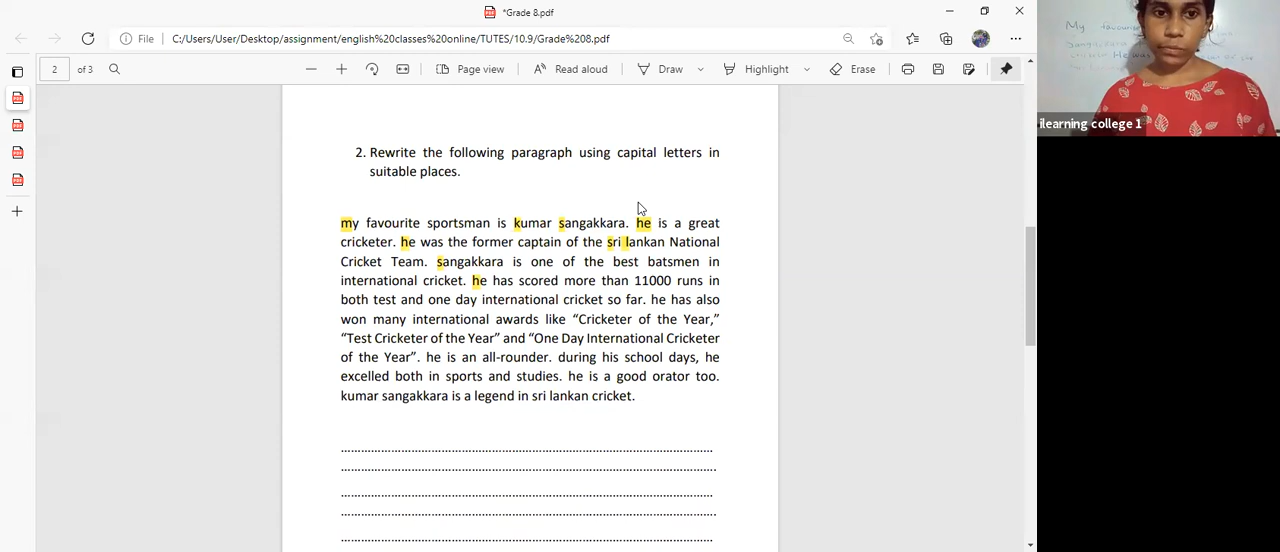 *Grade 8.pdf
File C:/Users/User/Desktop/assignment/english%20classes%20online/TUTES/10.9/Grade%208.pdf
2 of 3 Page view Read aloud Draw Highlight Erase
2. Rewrite the following paragraph using capital letters in
suitable places.
my favourite sportsman is kumar sangakkara. he is a great
cricketer. he was the former captain of the sri lankan National
Cricket Team. sangakkara is one of the best batsmen in
international cricket. he has scored more than 11000 runs in
both test and one day international cricket so far. he has also
won many international awards like “Cricketer of the Year,”
“Test Cricketer of the Year” and “One Day International Cricketer
of the Year”. he is an all-rounder. during his school days, he
excelled both in sports and studies. he is a good orator too.
kumar sangakkara is a legend in sri lankan cricket.
My favourite
He was
ilearning college 1